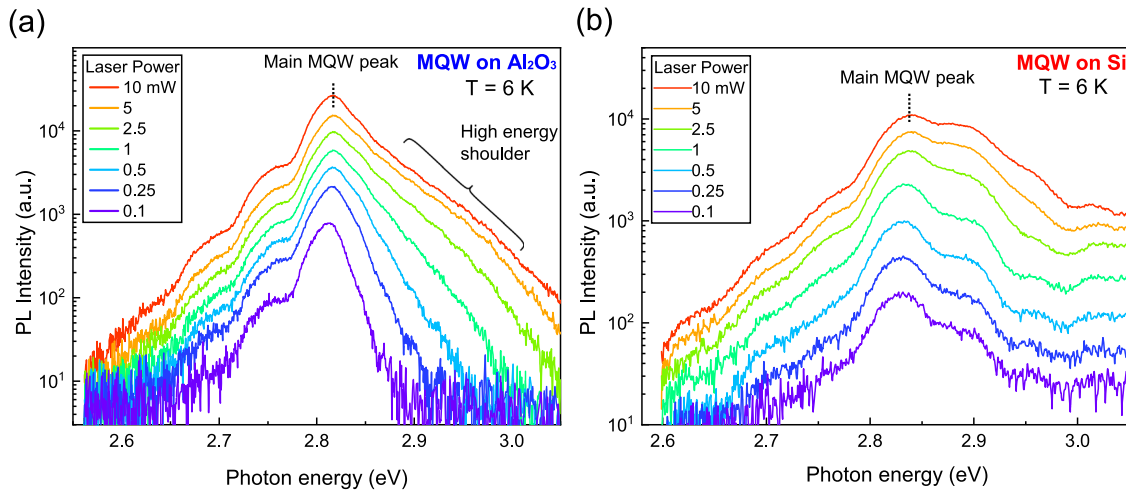 (a)
Laser Power
10 mW
5
2.5
1
0.5
0.25
0.1
Main MQW peak
MQW on Al₂O₃
T = 6 K
High energy
shoulder
PL Intensity (a.u.)
10⁴
10³
10²
10¹
2.6
2.7
2.8
2.9
3.0
Photon energy (eV)
(b)
Laser Power
10 mW
5
2.5
1
0.5
0.25
0.1
Main MQW peak
MQW on Si
T = 6 K
PL Intensity (a.u.)
10⁴
10³
10²
10¹
2.6
2.7
2.8
2.9
3.0
Photon energy (eV)